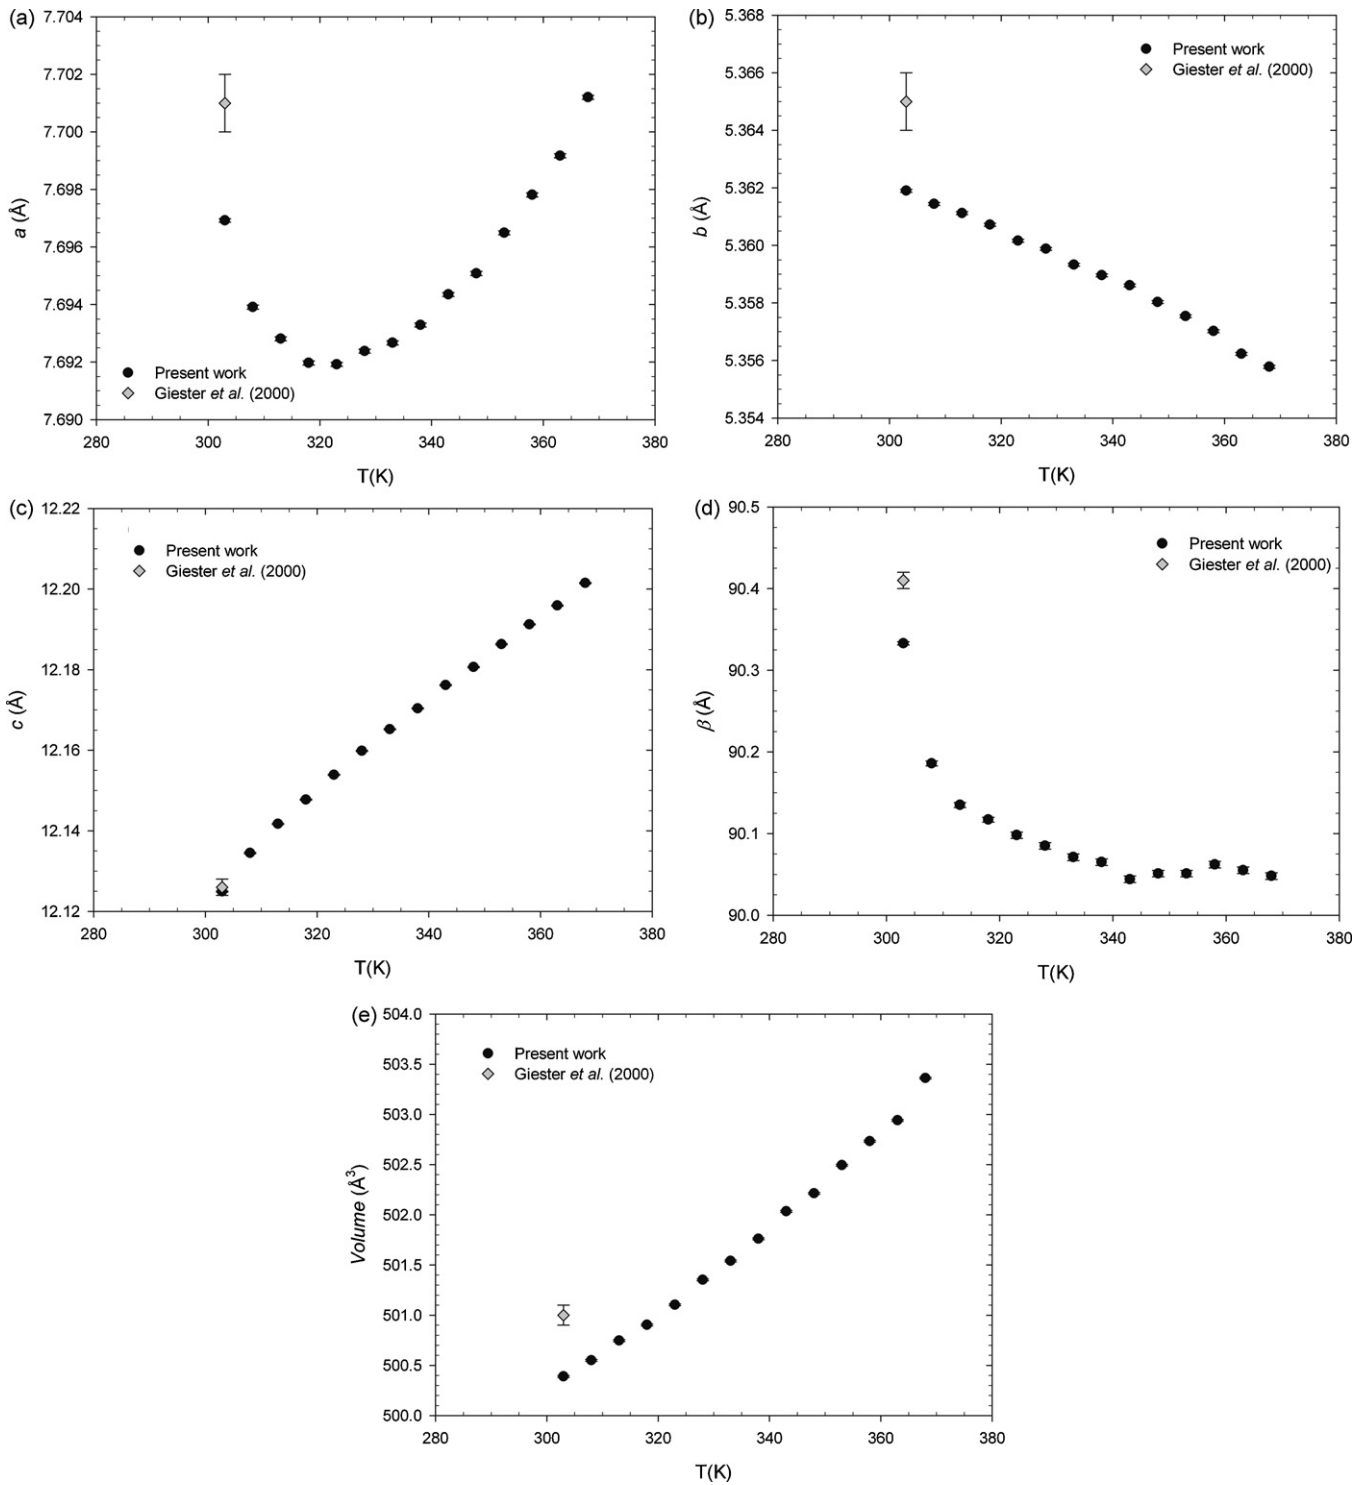 (a)
7.704
7.702
7.700
7.698
7.696
7.694
7.692
7.690
a (Å)
Present work
Giester et al. (2000)
280 300 320 340 360 380
T(K)
(b)
5.368
5.366
5.364
5.362
5.360
5.358
5.356
5.354
b (Å)
Present work
Giester et al. (2000)
280 300 320 340 360 380
T(K)
(c)
12.22
12.20
12.18
12.16
12.14
12.12
c (Å)
Present work
Giester et al. (2000)
280 300 320 340 360 380
T(K)
(d)
90.5
90.4
90.3
90.2
90.1
90.0
β (Å)
Present work
Giester et al. (2000)
280 300 320 340 360 380
T(K)
(e)
504.0
503.5
503.0
502.5
502.0
501.5
501.0
500.5
500.0
Volume (Å³)
Present work
Giester et al. (2000)
280 300 320 340 360 380
T(K)